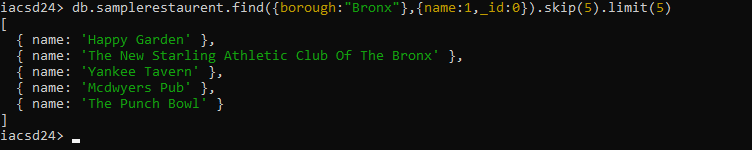 iacsd24> db.samplerestaurent.find({borough:"Bronx"},{name:1,_id:0}).skip(5).limit(5)
[
  { name: 'Happy Garden' },
  { name: 'The New Starling Athletic Club Of The Bronx' },
  { name: 'Yankee Tavern' },
  { name: 'Mcdwyers Pub' },
  { name: 'The Punch Bowl' }
]
iacsd24> _